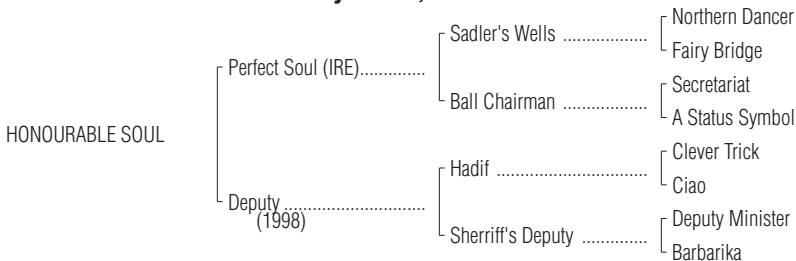 Northern Dancer
Sadler's Wells ..................
Fairy Bridge
Perfect Soul (IRE)..............
Secretariat
Ball Chairman ..................
A Status Symbol
HONOURABLE SOUL
Clever Trick
Hadif ................................
Ciao
Deputy ..............................
(1998)
Deputy Minister
Sherriff's Deputy ..............
Barbarika